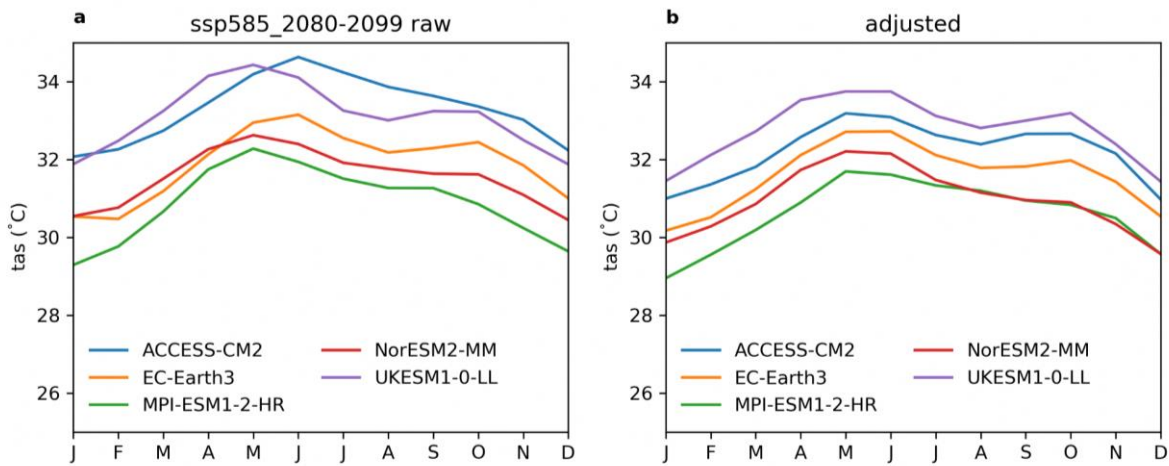 a
ssp585_2080-2099 raw
tas (°C)
34
32
30
28
26
ACCESS-CM2
EC-Earth3
MPI-ESM1-2-HR
NorESM2-MM
UKESM1-0-LL
J F M A M J J A S O N D
b
adjusted
tas (°C)
34
32
30
28
26
ACCESS-CM2
EC-Earth3
MPI-ESM1-2-HR
NorESM2-MM
UKESM1-0-LL
J F M A M J J A S O N D